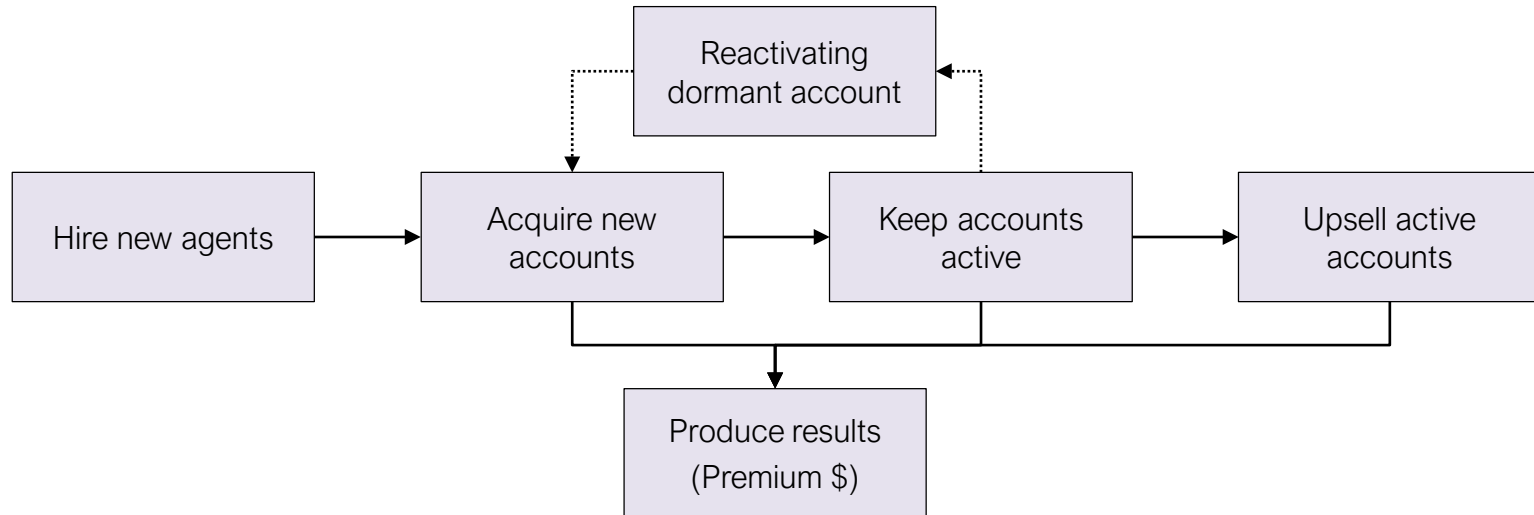 Reactivating
dormant account
Hire new agents
Acquire new
accounts
Keep accounts
active
Upsell active
accounts
Produce results
(Premium $)